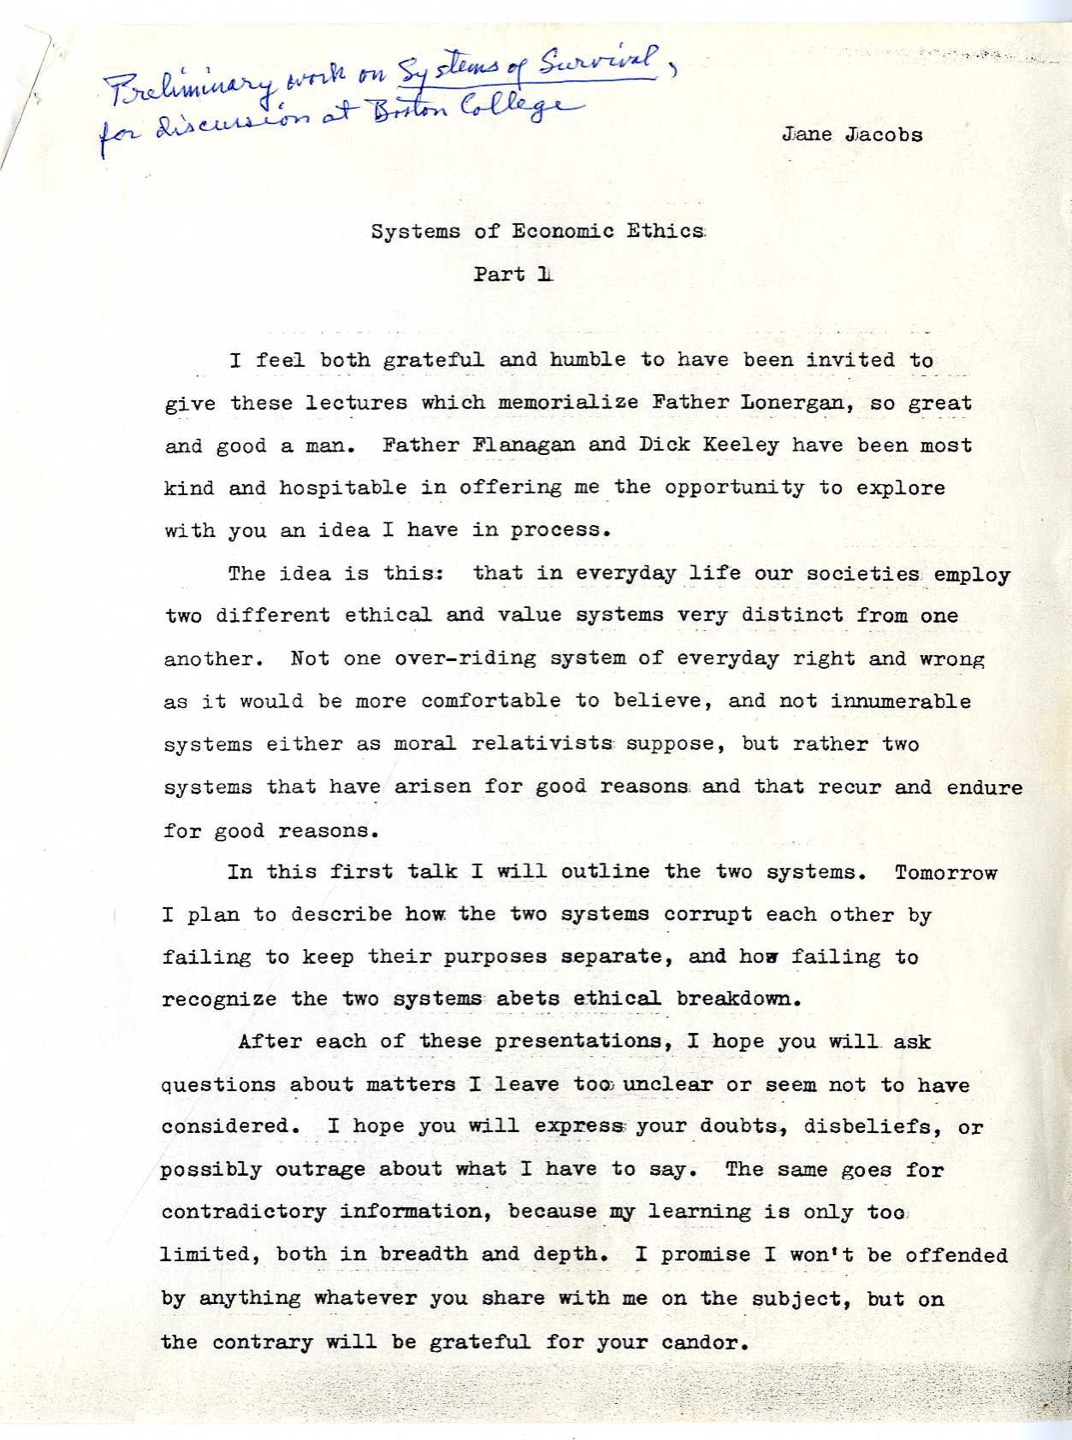 Preliminary work on Systems of Survival,
for discussion at Boston College
Jane Jacobs
Systems of Economic Ethics
Part 1
I feel both grateful and humble to have been invited to
give these lectures which memorialize Father Lonergan, so great
and good a man. Father Flanagan and Dick Keeley have been most
kind and hospitable in offering me the opportunity to explore
with you an idea I have in process.
The idea is this: that in everyday life our societies employ
two different ethical and value systems very distinct from one
another. Not one over-riding system of everyday right and wrong
as it would be more comfortable to believe, and not innumerable
systems either as moral relativists suppose, but rather two
systems that have arisen for good reasons and that recur and endure
for good reasons.
In this first talk I will outline the two systems. Tomorrow
I plan to describe how the two systems corrupt each other by
failing to keep their purposes separate, and how failing to
recognize the two systems abets ethical breakdown.
After each of these presentations, I hope you will ask
questions about matters I leave too unclear or seem not to have
considered. I hope you will express your doubts, disbeliefs, or
possibly outrage about what I have to say. The same goes for
contradictory information, because my learning is only too
limited, both in breadth and depth. I promise I won't be offended
by anything whatever you share with me on the subject, but on
the contrary will be grateful for your candor.